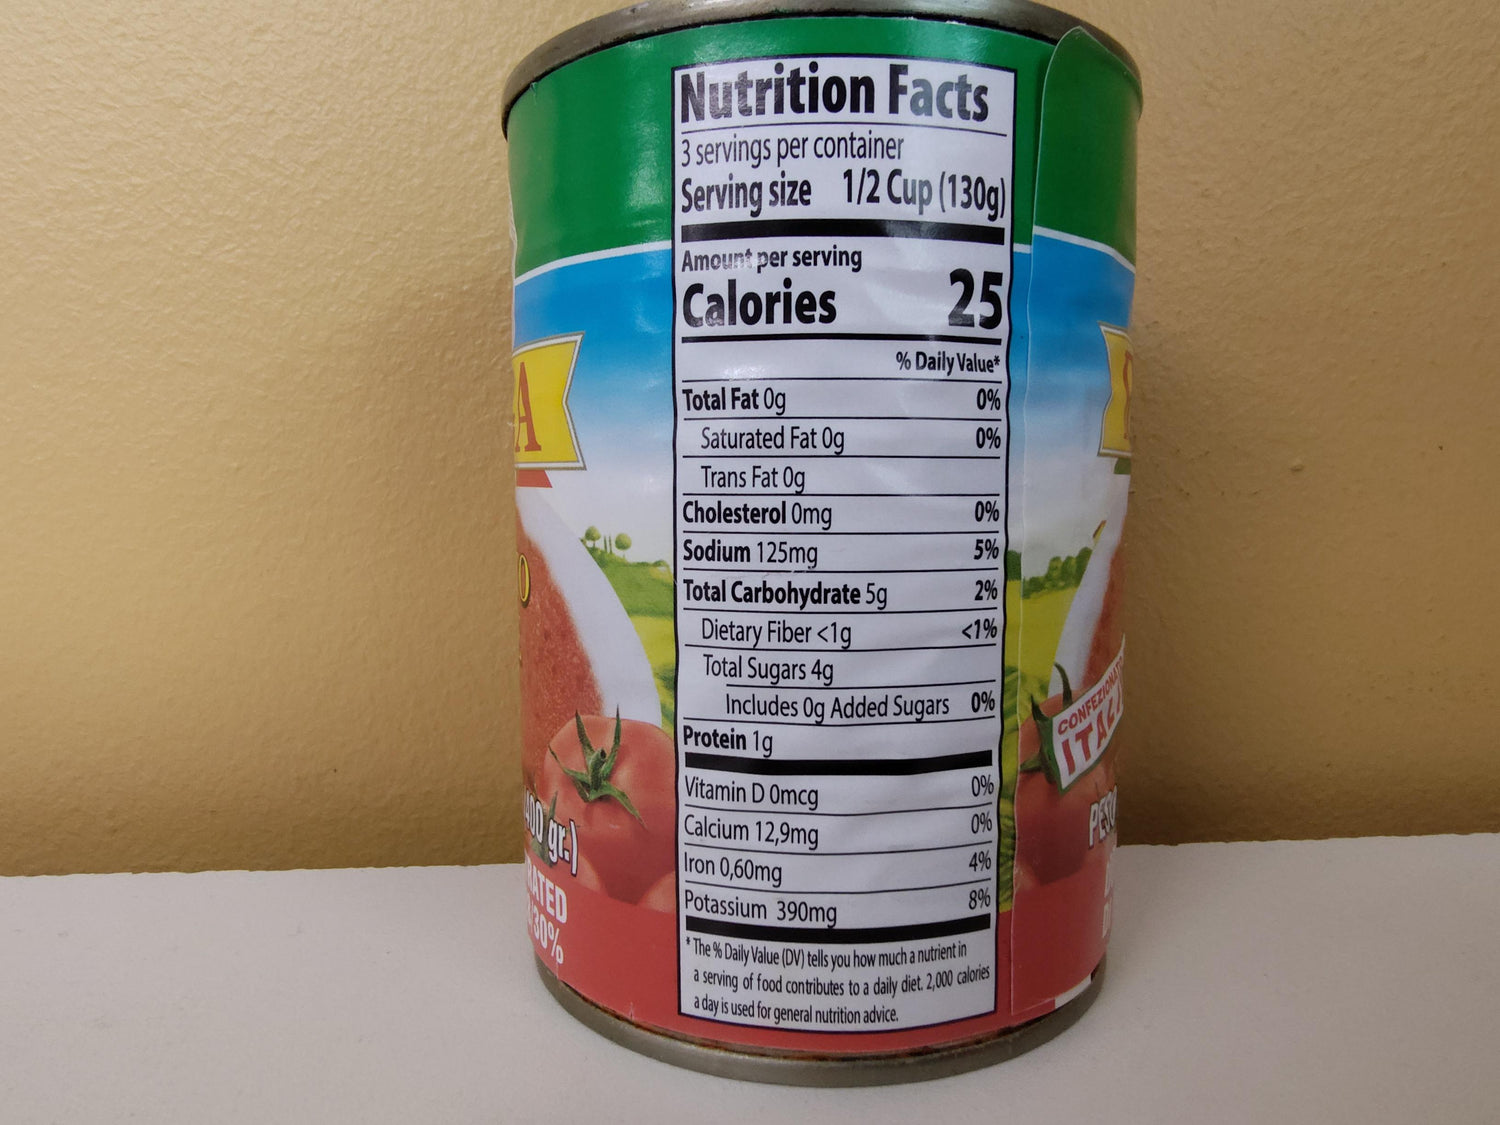 Nutrition Facts
3 servings per container
Serving size 1/2 Cup (130g)
Amount per serving
Calories 25
% Daily Value*
Total Fat 0g 0%
Saturated Fat 0g 0%
Trans Fat 0g
Cholesterol 0mg 0%
Sodium 125mg 5%
Total Carbohydrate 5g 2%
Dietary Fiber <1g <1%
Total Sugars 4g
Includes 0g Added Sugars 0%
Protein 1g
Vitamin D 0mcg 0%
Calcium 12,9mg 0%
Iron 0,60mg 4%
Potassium 390mg 8%
* The % Daily Value (DV) tells you how much a nutrient in
a serving of food contributes to a daily diet. 2,000 calories
a day is used for general nutrition advice.
A
O
400 gr.)
RATED
/30%
CONFEZIONATO
ITAL
PESO